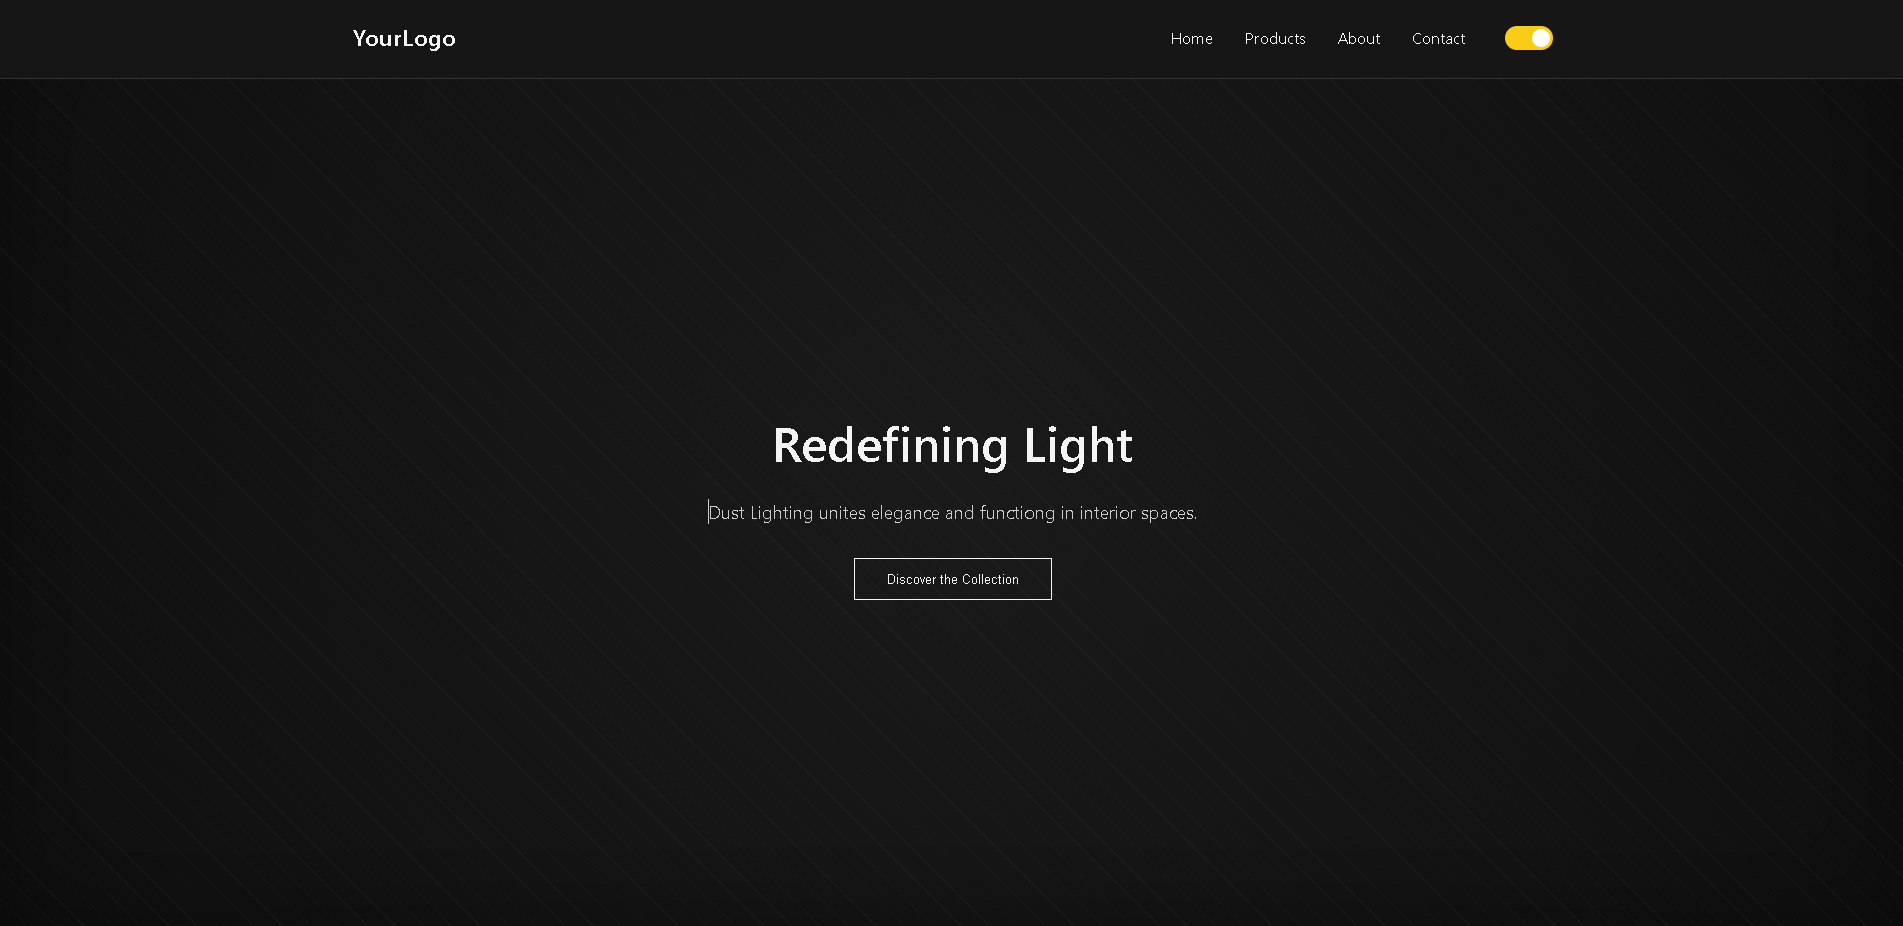 YourLogo
Home Products About Contact
Redefining Light
Dust Lighting unites elegance and functiong in interior spaces.
Discover the Collection